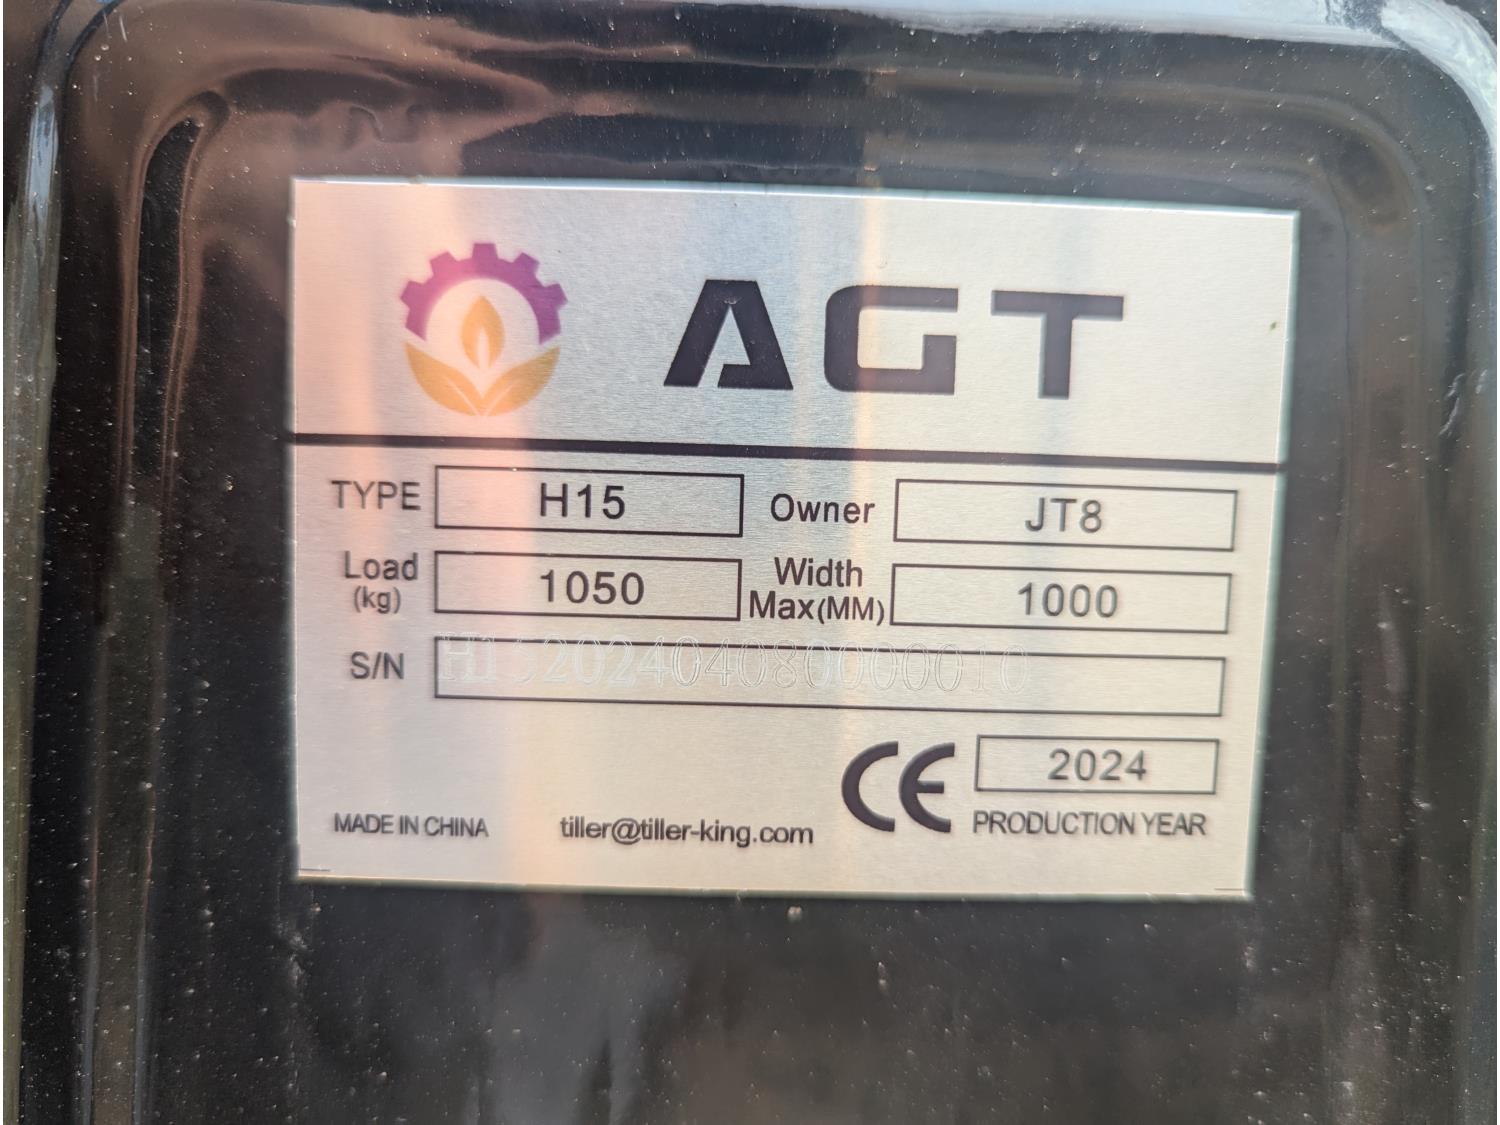 AGT
TYPE H15 Owner JT8
Load (kg) 1050 Width Max(MM) 1000
S/N H15202404080000010
CE 2024
MADE IN CHINA tiller@tiller-king.com PRODUCTION YEAR